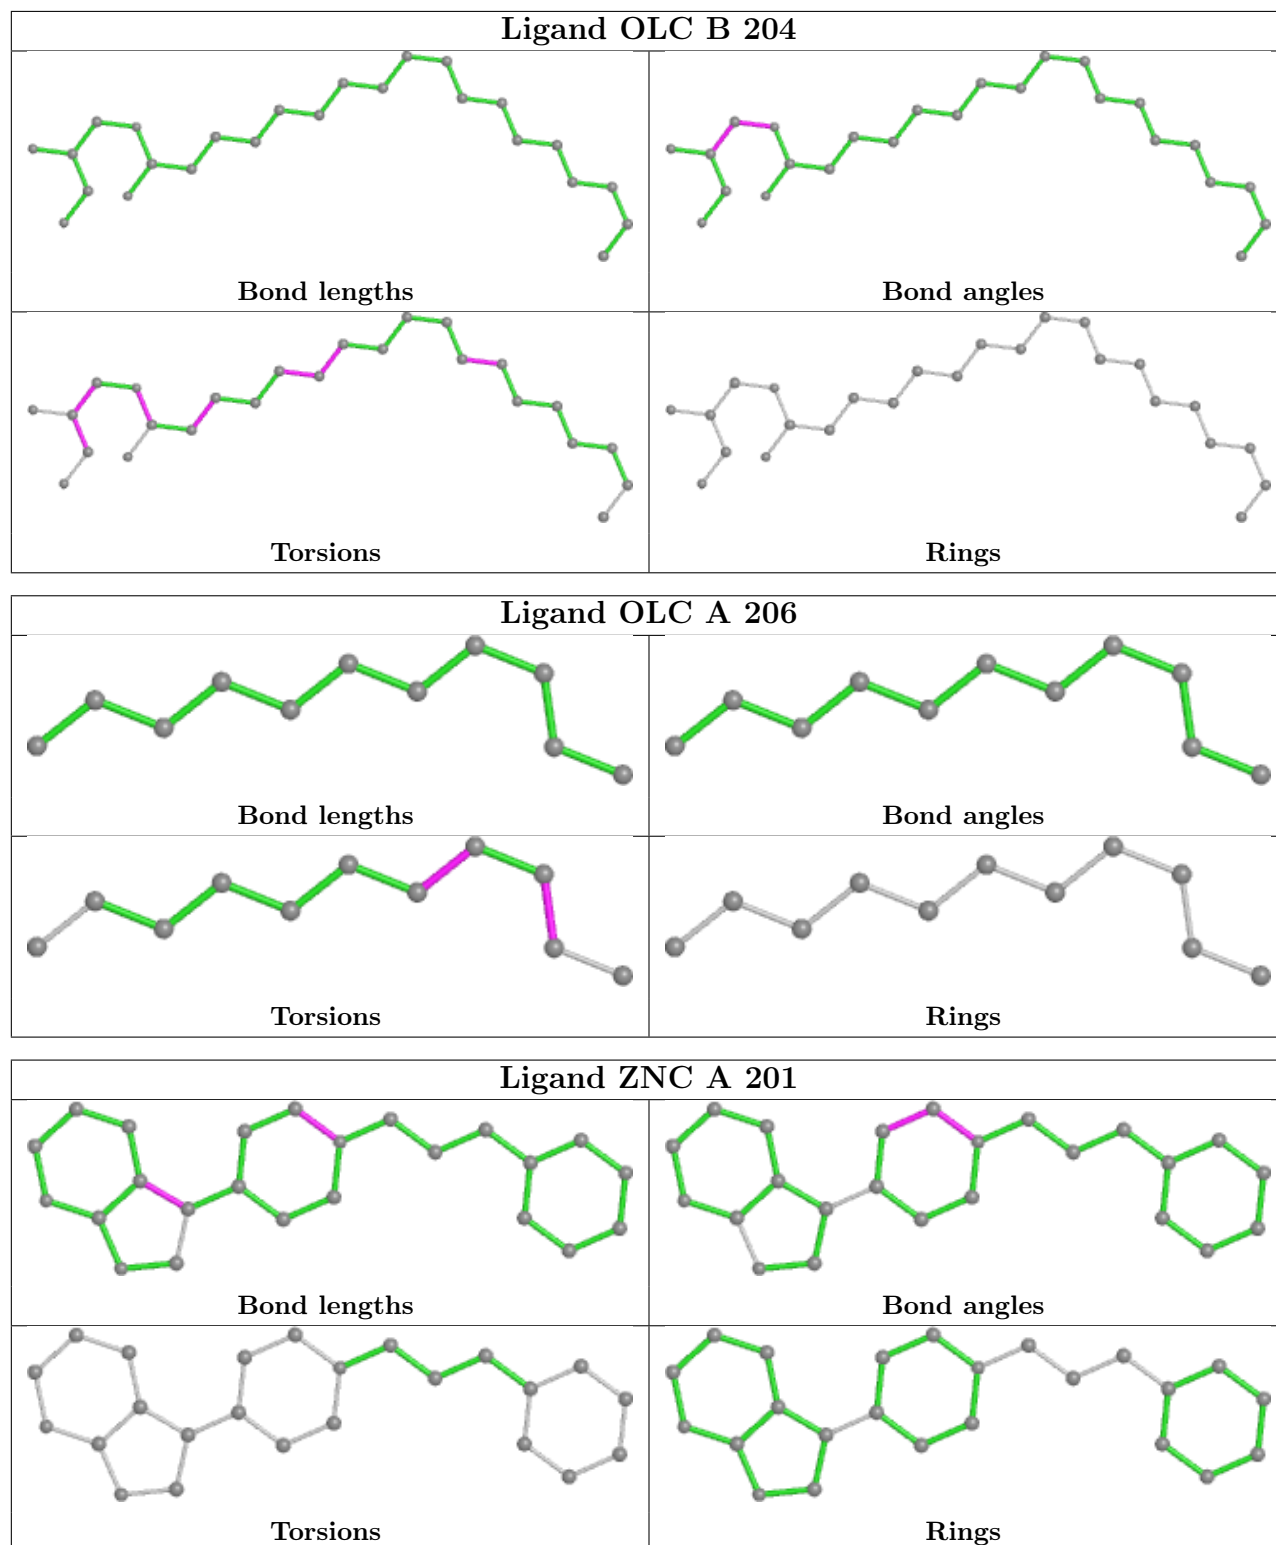 Ligand OLC B 204
Bond lengths
Bond angles
Torsions
Rings
Ligand OLC A 206
Bond lengths
Bond angles
Torsions
Rings
Ligand ZNC A 201
Bond lengths
Bond angles
Torsions
Rings